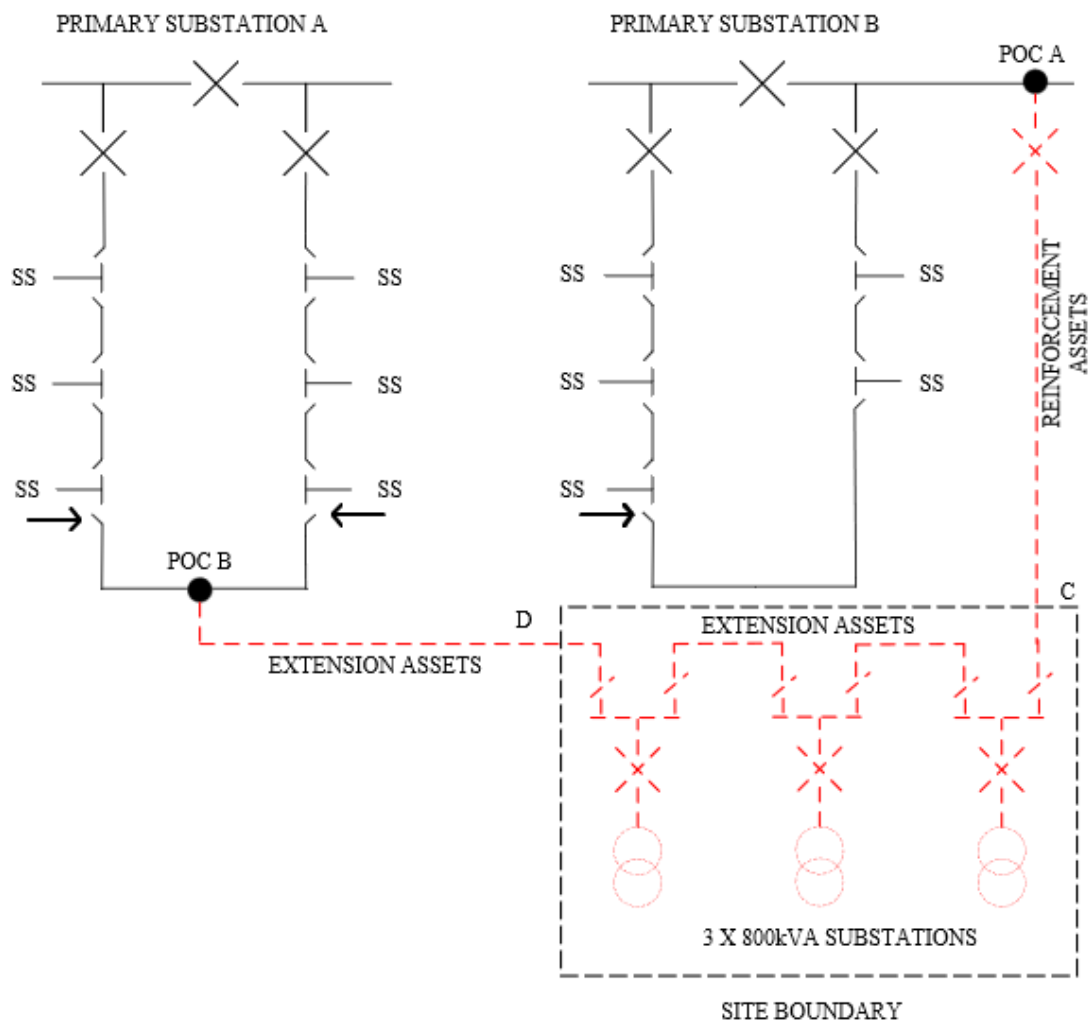 PRIMARY SUBSTATION A
PRIMARY SUBSTATION B
POC A
SS
SS
SS
SS
SS
SS
SS
SS
SS
SS
SS
REINFORCEMENT
ASSETS
POC B
C
D
EXTENSION ASSETS
EXTENSION ASSETS
3 X 800kVA SUBSTATIONS
SITE BOUNDARY